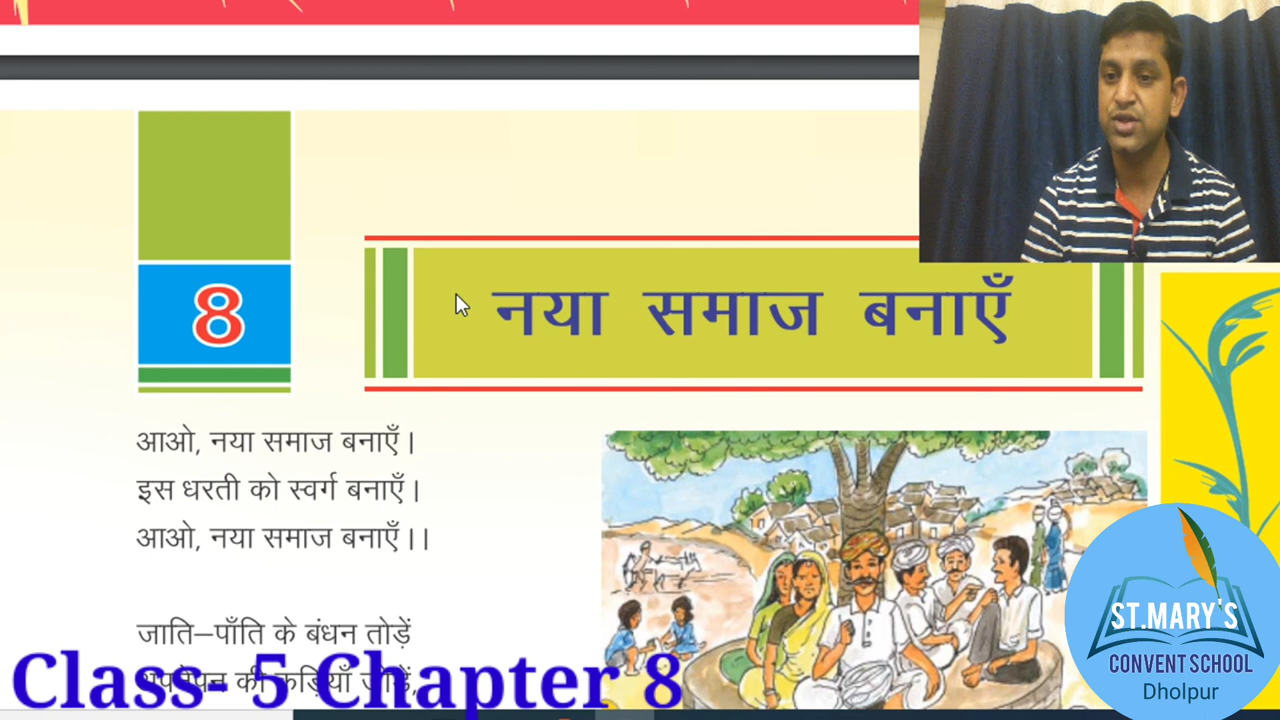 8
नया समाज बनाएँ
आओ, नया समाज बनाएँ ।
इस धरती को स्वर्ग बनाएँ ।
आओ, नया समाज बनाएँ ।।
जाति–पाँति के बंधन तोड़ें
की कड़ियाँ जोड़ें,
Class- 5 Chapter 8
ST.MARY'S
CONVENT SCHOOL
Dholpur